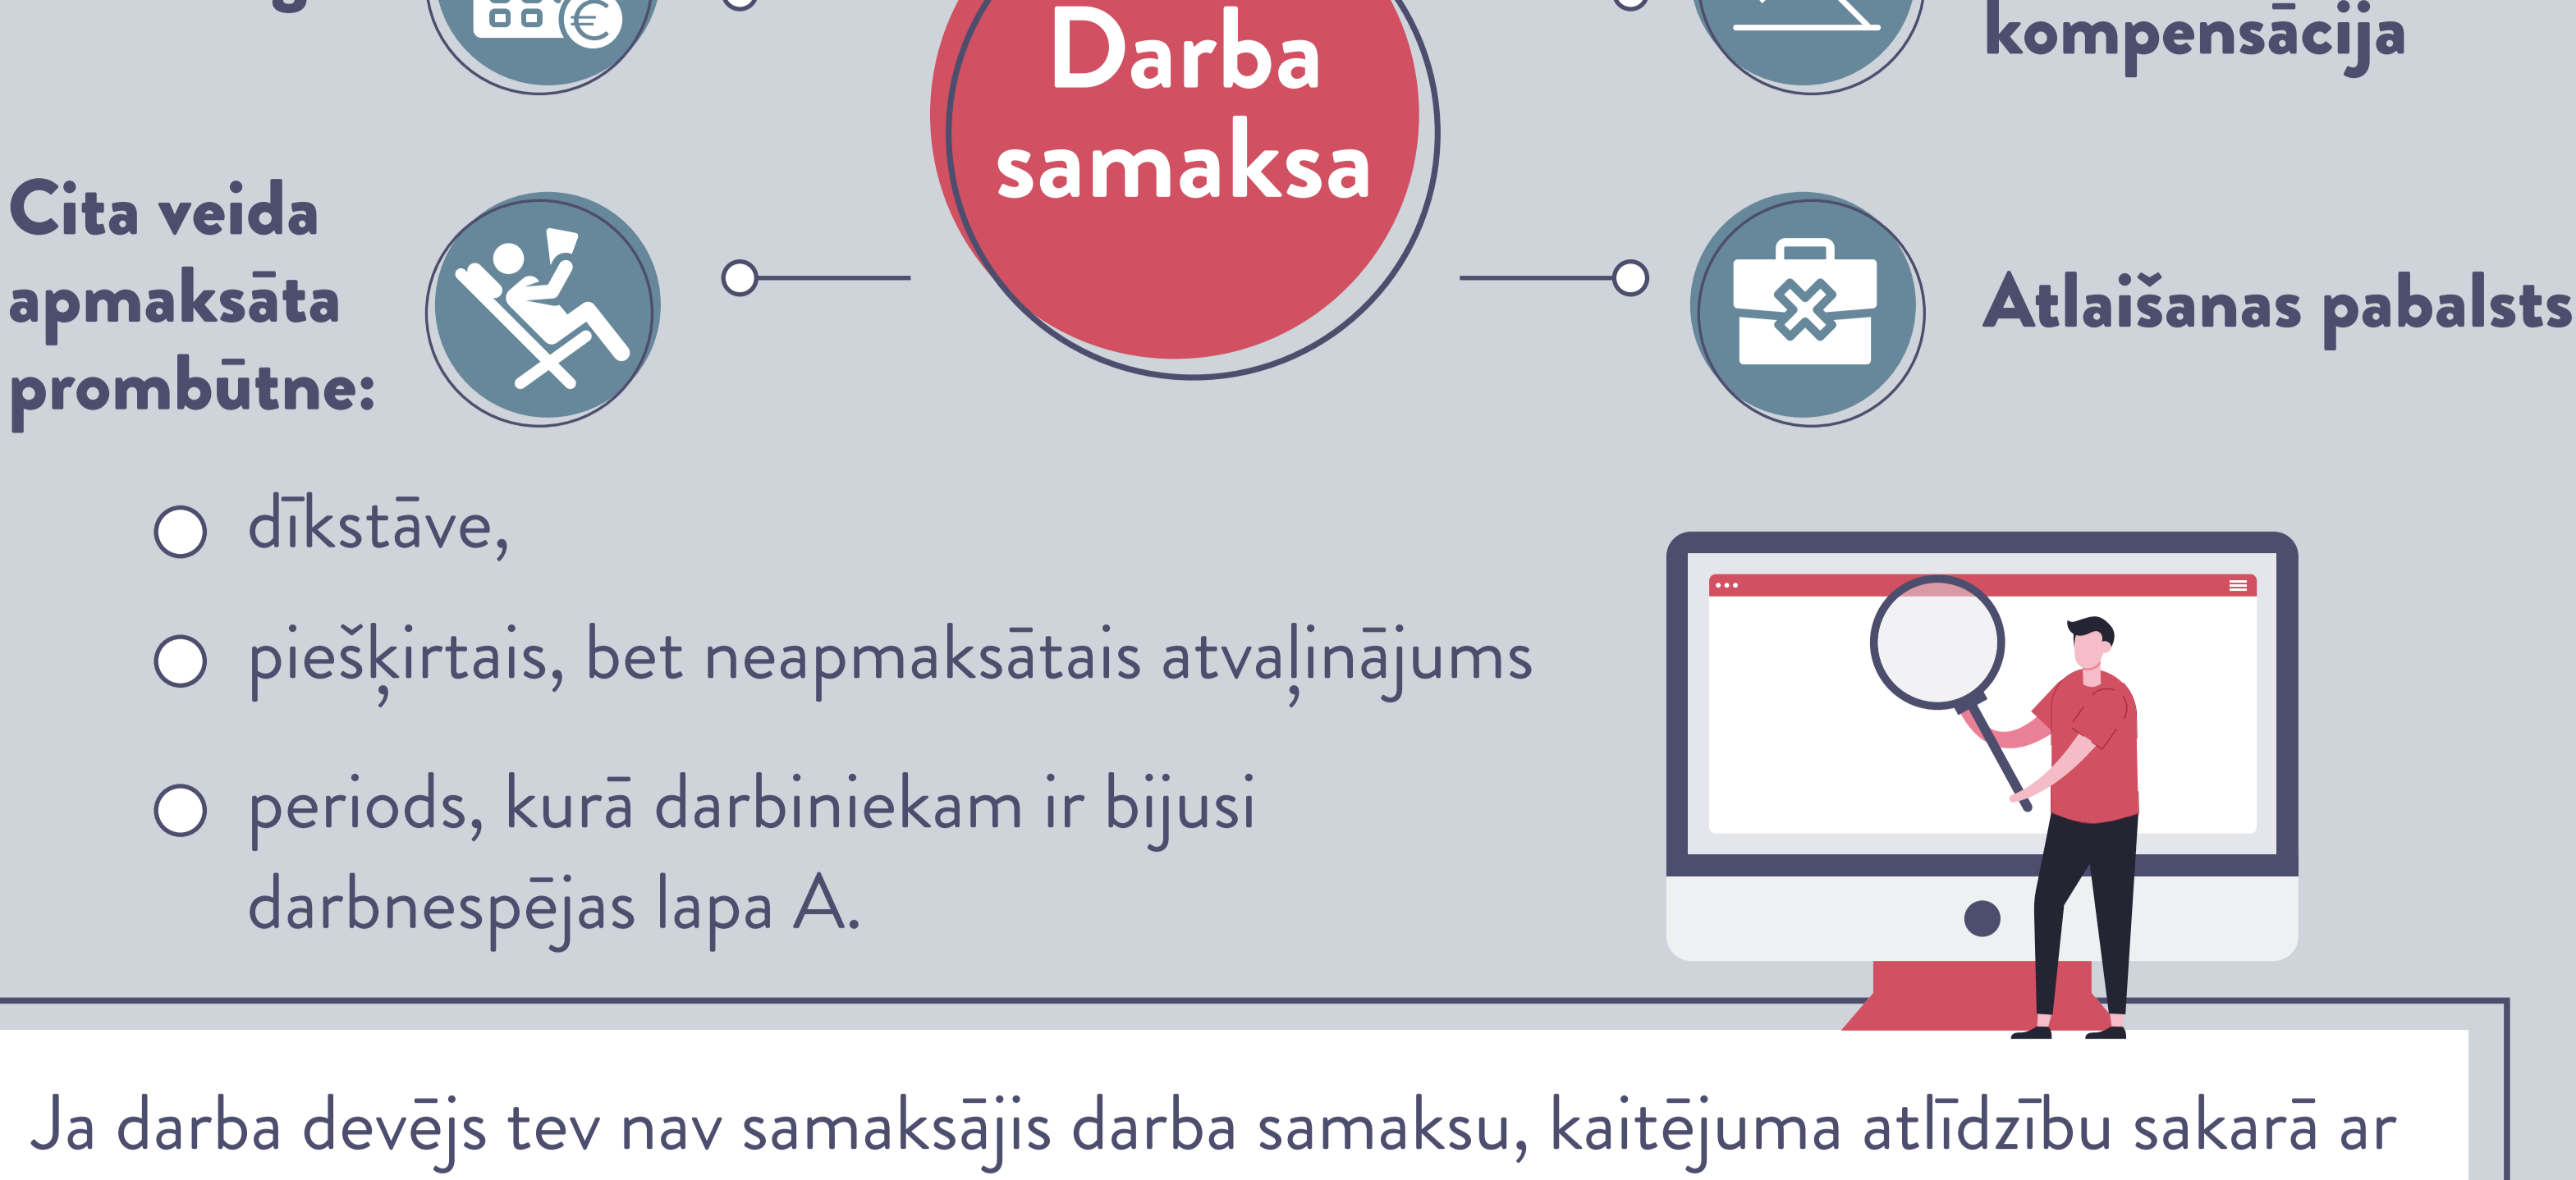 Darba
samaksa
kompensācija
Cita veida
apmaksāta
prombūtne:
Atlaišanas pabalsts
dīkstāve,
piešķirtais, bet neapmaksātais atvaļinājums
periods, kurā darbiniekam ir bijusi
darbnespējas lapa A.
Ja darba devējs tev nav samaksājis darba samaksu, kaitējuma atlīdzību sakarā ar